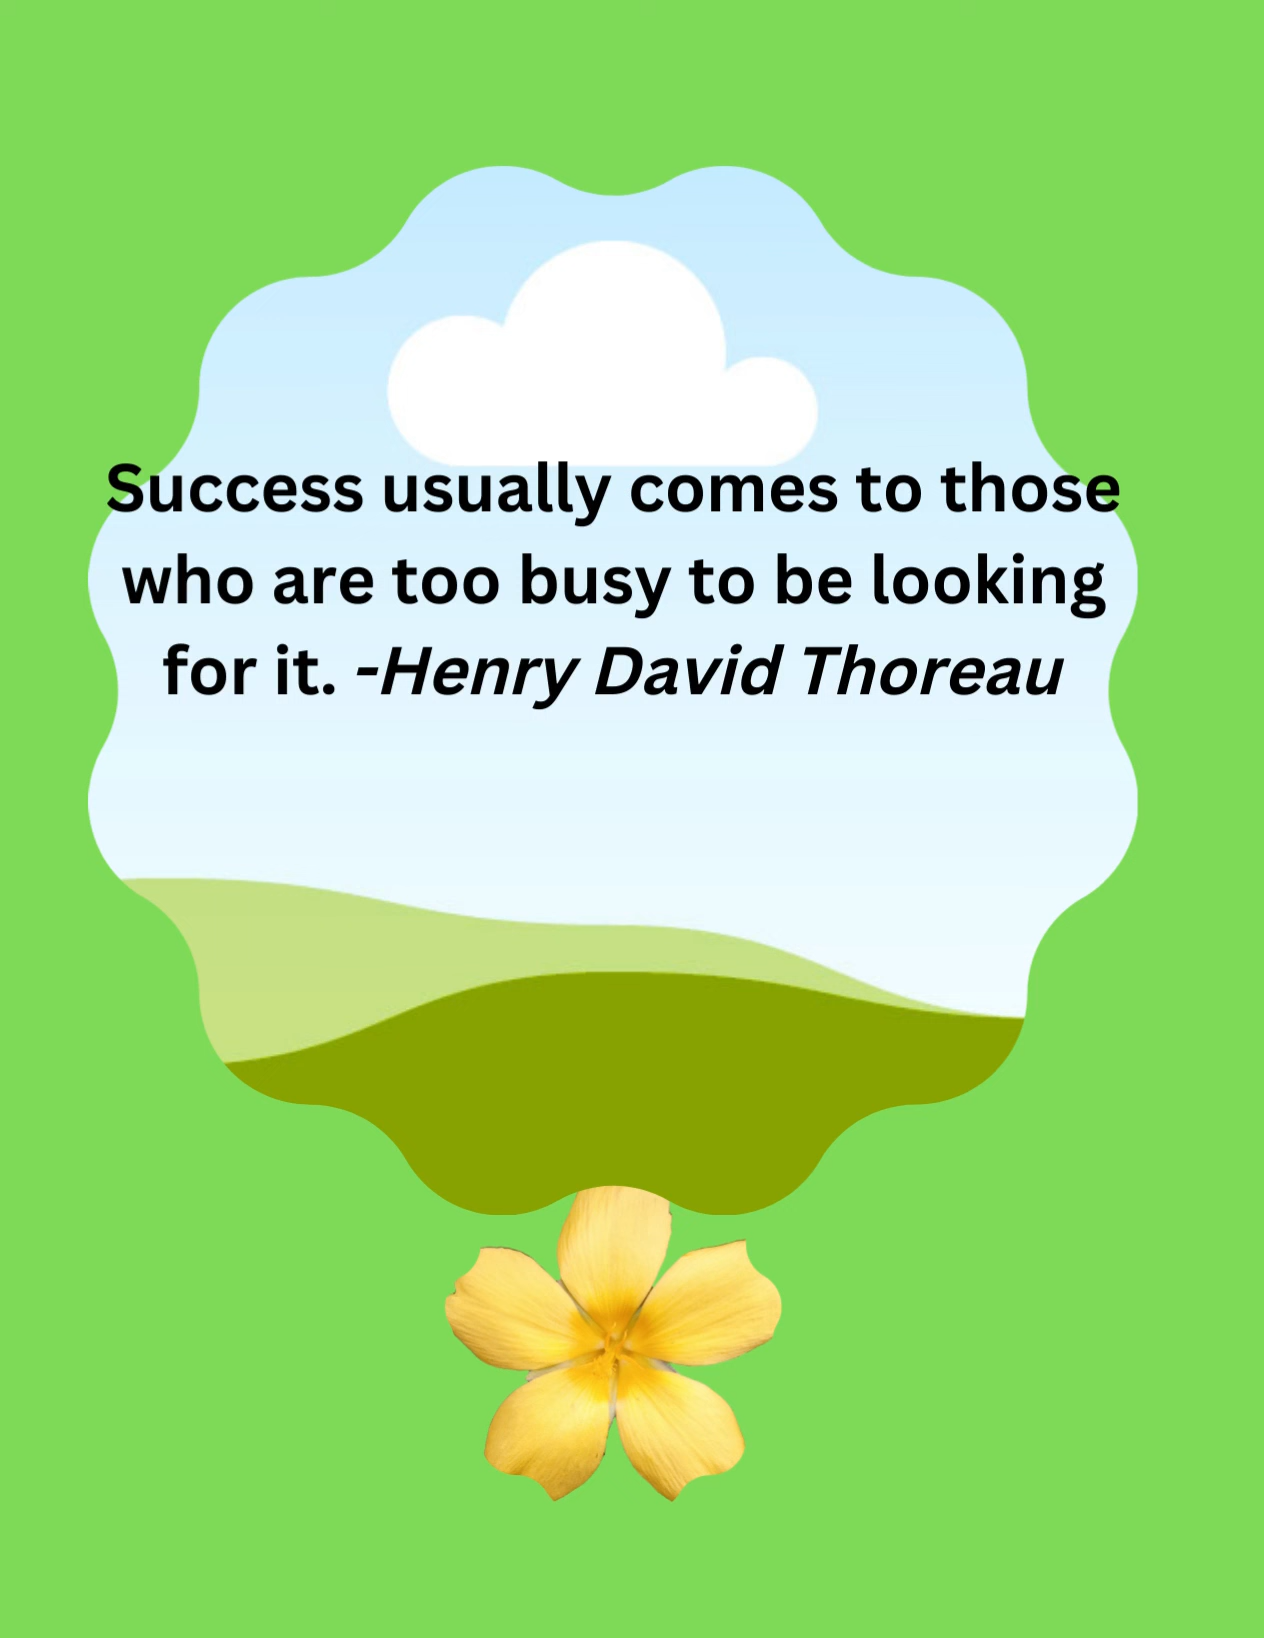 Success usually comes to those
who are too busy to be looking
for it. -Henry David Thoreau